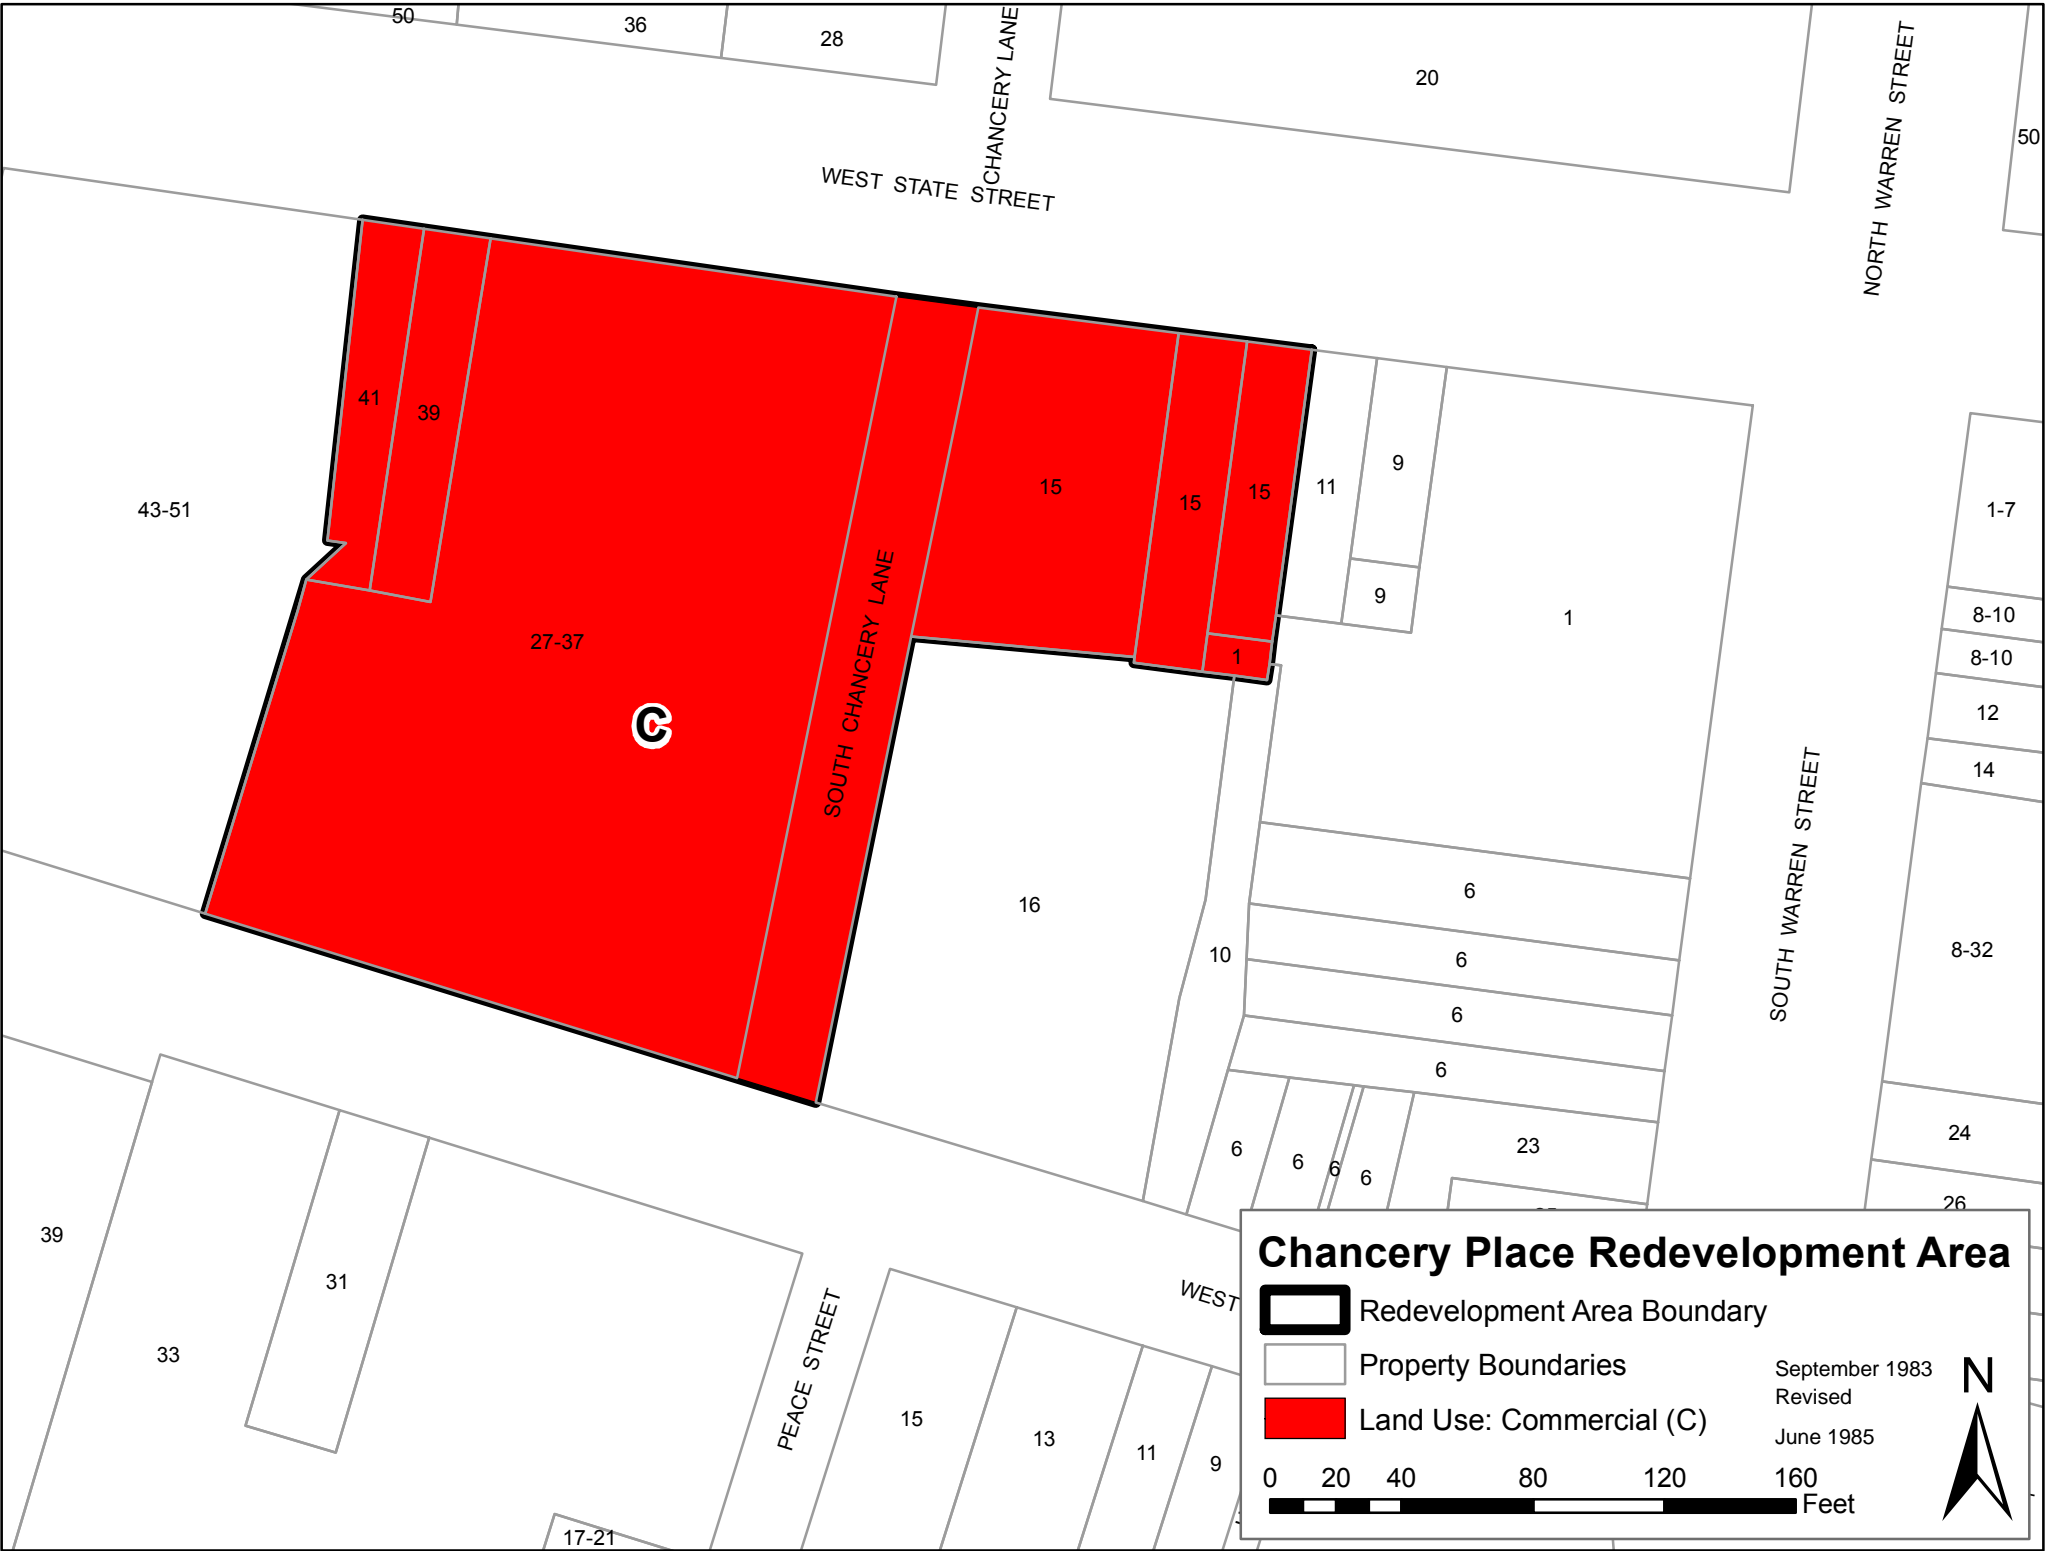 50
36
28
CHANCERY LANE
20
NORTH WARREN STREET
50
WEST STATE STREET
41
39
43-51
27-37
C
SOUTH CHANCERY LANE
15
15
15
1
11
9
9
1
1-7
8-10
8-10
12
14
8-32
24
26
SOUTH WARREN STREET
16
10
6
6
6
6
6
6
6
6
23
39
33
31
17-21
PEACE STREET
15
13
11
9
WEST
Chancery Place Redevelopment Area
Redevelopment Area Boundary
Property Boundaries
Land Use: Commercial (C)
September 1983
Revised
June 1985
N
0 20 40 80 120 160
Feet